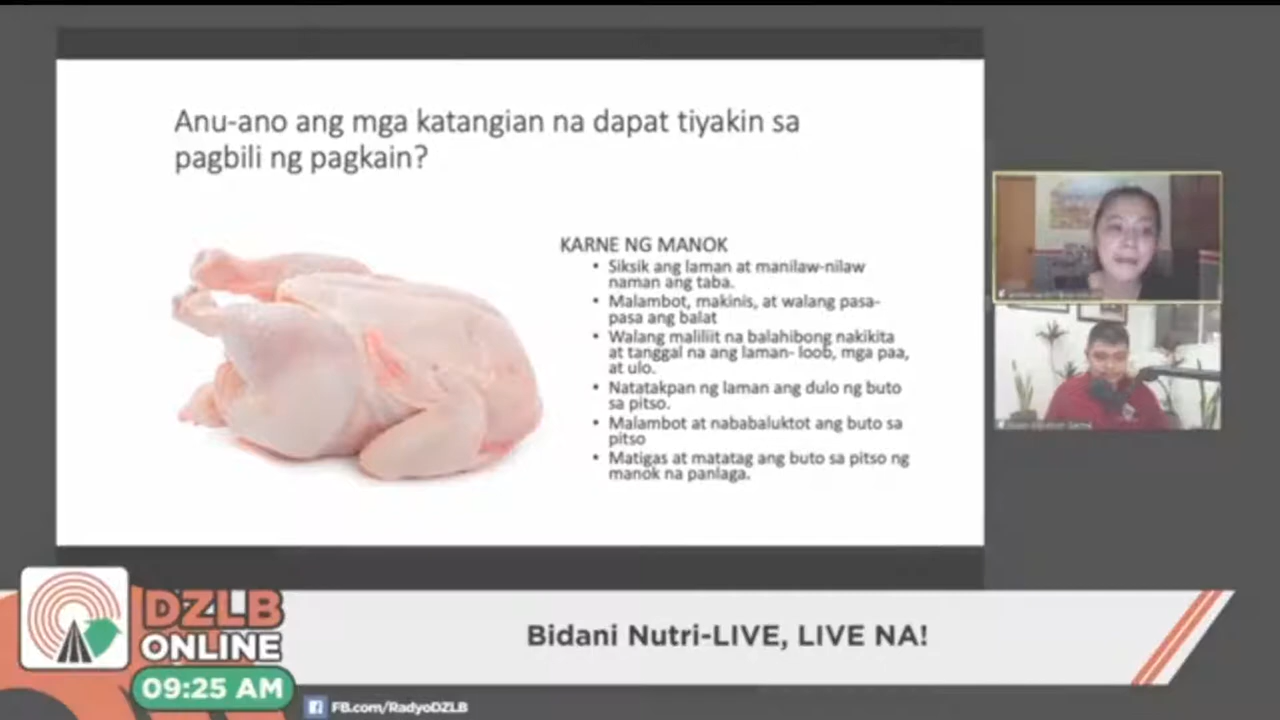 Anu-ano ang mga katangian na dapat tiyakin sa
pagbili ng pagkain?
KARNE NG MANOK
• Siksik ang laman at manilaw-nilaw
naman ang taba.
• Malambot, makinis, at walang pasa-
pasa ang balat
• Walang maliliit na balahibong nakikita
at tanggal na ang laman- loob, mga paa,
at ulo.
• Natatakpan ng laman ang dulo ng buto
sa pitso.
• Malambot at nababaluktot ang buto sa
pitso
• Matigas at matatag ang buto sa pitso ng
manok na panlaga.
DZLB
ONLINE
09:25 AM
Bidani Nutri-LIVE, LIVE NA!
FB.com/RadyoDZLB